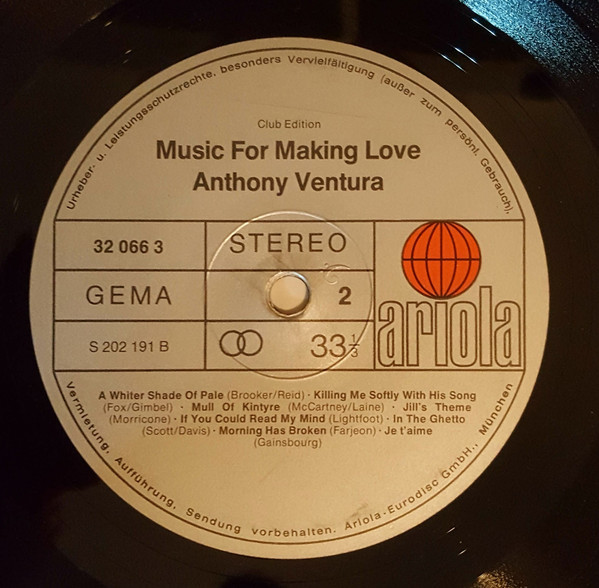 Urheber- u. Leistungsschutzrechte, besonders Vervielfältigung (außer zum persönl. Gebrauch),
Club Edition
Music For Making Love
Anthony Ventura
32 066 3
STEREO
GEMA
2
S 202 191 B
33 1/3
ariola
A Whiter Shade Of Pale (Brooker/Reid) · Killing Me Softly With His Song
(Fox/Gimbel) · Mull Of Kintyre (McCartney/Laine) · Jill's Theme
(Morricone) · If You Could Read My Mind (Lightfoot) · In The Ghetto
(Scott/Davis) · Morning Has Broken (Farjeon) · Je t'aime
(Gainsbourg)
Vermietung, Aufführung, Sendung vorbehalten. Ariola-Eurodisc GmbH., München